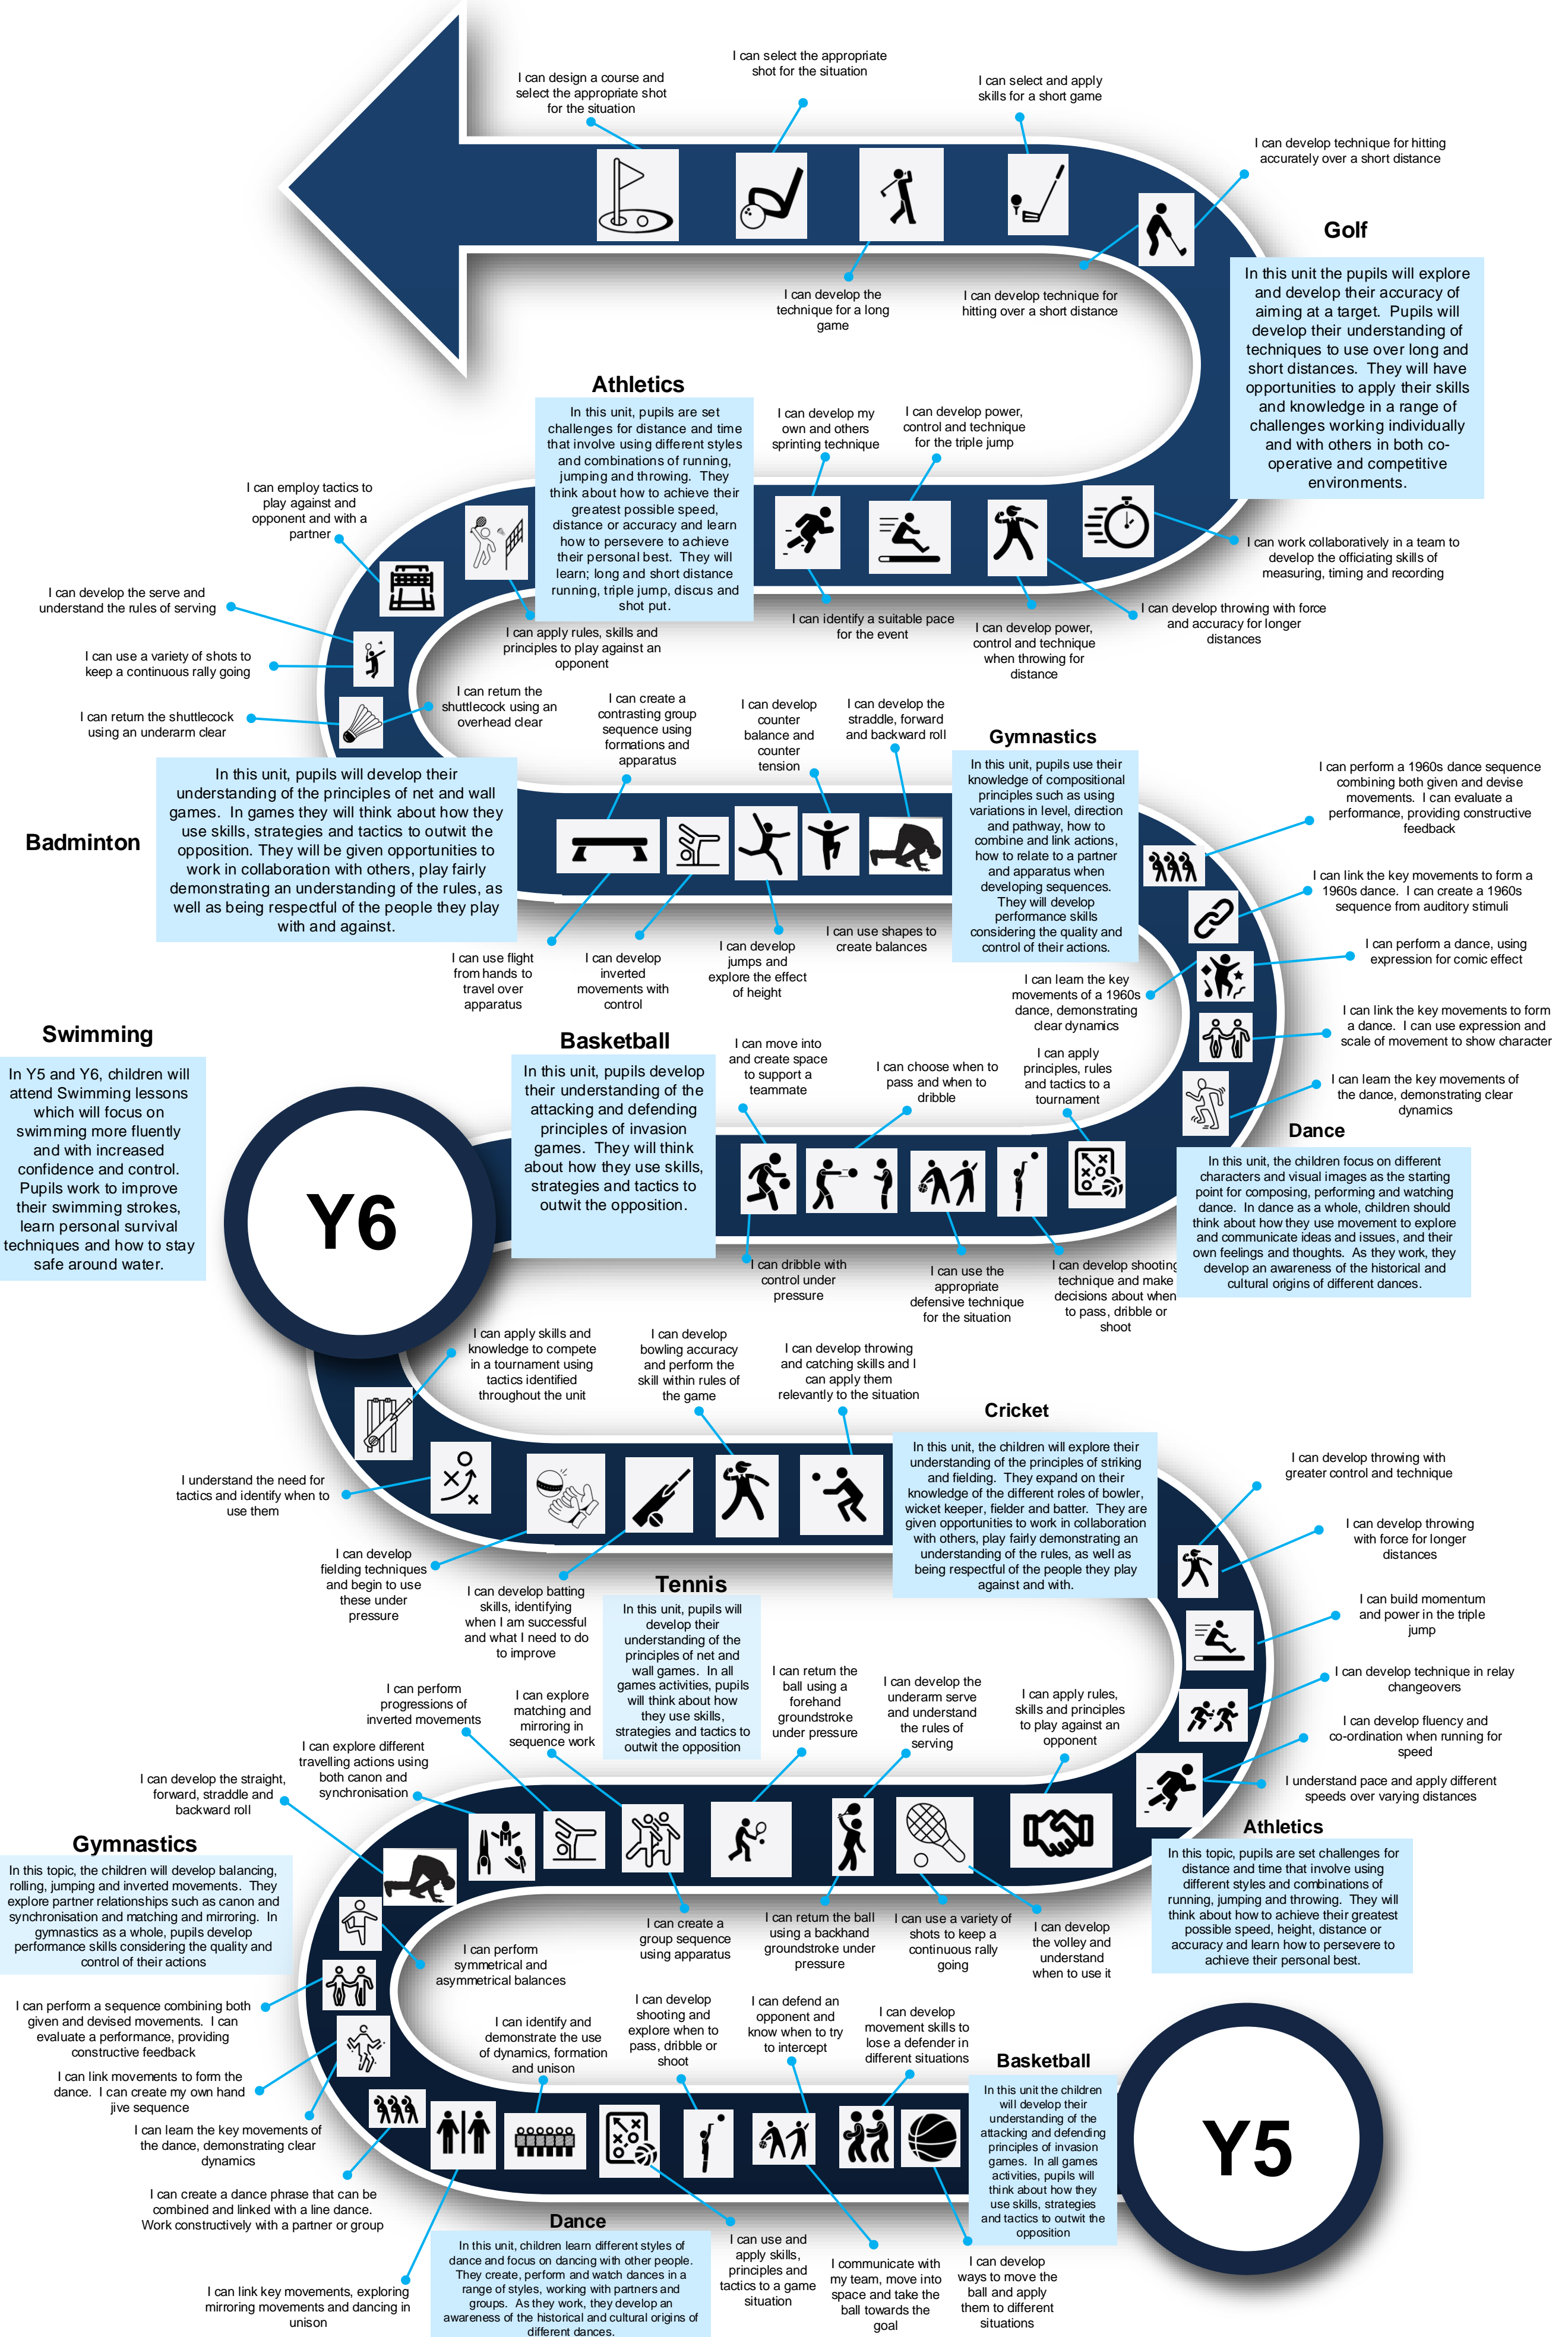 I can design a course and
select the appropriate shot
for the situation
I can select the appropriate
shot for the situation
I can select and apply
skills for a short game
I can develop technique for hitting
accurately over a short distance
Golf
In this unit the pupils will explore
and develop their accuracy of
aiming at a target. Pupils will
develop their understanding of
techniques to use over long and
short distances. They will have
opportunities to apply their skills
and knowledge in a range of
challenges working individually
and with others in both co-
operative and competitive
environments.
I can develop the
technique for a long
game
I can develop technique for
hitting over a short distance
Athletics
In this unit, pupils are set
challenges for distance and time
that involve using different styles
and combinations of running,
jumping and throwing. They
think about how to achieve their
greatest possible speed,
distance or accuracy and learn
how to persevere to achieve
their personal best. They will
learn; long and short distance
running, triple jump, discus and
shot put.
I can develop my
own and others
sprinting technique
I can develop power,
control and technique
for the triple jump
I can work collaboratively in a team to
develop the officiating skills of
measuring, timing and recording
I can identify a suitable pace
for the event
I can develop power,
control and technique
when throwing for
distance
I can develop throwing with force
and accuracy for longer
distances
I can employ tactics to
play against and
opponent and with a
partner
I can develop the serve and
understand the rules of serving
I can use a variety of shots to
keep a continuous rally going
I can return the shuttlecock
using an underarm clear
I can apply rules, skills and
principles to play against an
opponent
I can return the
shuttlecock using an
overhead clear
Badminton
In this unit, pupils will develop their
understanding of the principles of net and wall
games. In games they will think about how they
use skills, strategies and tactics to outwit the
opposition. They will be given opportunities to
work in collaboration with others, play fairly
demonstrating an understanding of the rules, as
well as being respectful of the people they play
with and against.
I can create a
contrasting group
sequence using
formations and
apparatus
I can develop
counter
balance and
counter
tension
I can develop the
straddle, forward
and backward roll
Gymnastics
In this unit, pupils use their
knowledge of compositional
principles such as using
variations in level, direction
and pathway, how to
combine and link actions,
how to relate to a partner
and apparatus when
developing sequences.
They will develop
performance skills
considering the quality and
control of their actions.
I can use flight
from hands to
travel over
apparatus
I can develop
inverted
movements with
control
I can develop
jumps and
explore the effect
of height
I can use shapes to
create balances
I can perform a 1960s dance sequence
combining both given and devise
movements. I can evaluate a
performance, providing constructive
feedback
I can link the key movements to form a
1960s dance. I can create a 1960s
sequence from auditory stimuli
I can perform a dance, using
expression for comic effect
I can learn the key
movements of a 1960s
dance, demonstrating
clear dynamics
I can link the key movements to form
a dance. I can use expression and
scale of movement to show character
I can learn the key movements of
the dance, demonstrating clear
dynamics
Dance
In this unit, the children focus on different
characters and visual images as the starting
point for composing, performing and watching
dance. In dance as a whole, children should
think about how they use movement to explore
and communicate ideas and issues, and their
own feelings and thoughts. As they work, they
develop an awareness of the historical and
cultural origins of different dances.
Swimming
In Y5 and Y6, children will
attend Swimming lessons
which will focus on
swimming more fluently
and with increased
confidence and control.
Pupils work to improve
their swimming strokes,
learn personal survival
techniques and how to stay
safe around water.
Y6
Basketball
In this unit, pupils develop
their understanding of the
attacking and defending
principles of invasion
games. They will think
about how they use skills,
strategies and tactics to
outwit the opposition.
I can move into
and create space
to support a
teammate
I can choose when to
pass and when to
dribble
I can apply
principles, rules
and tactics to a
tournament
I can dribble with
control under
pressure
I can use the
appropriate
defensive technique
for the situation
I can develop shooting
technique and make
decisions about when
to pass, dribble or
shoot
I can apply skills and
knowledge to compete
in a tournament using
tactics identified
throughout the unit
I can develop
bowling accuracy
and perform the
skill within rules of
the game
I can develop throwing
and catching skills and I
can apply them
relevantly to the situation
Cricket
In this unit, the children will explore their
understanding of the principles of striking
and fielding. They expand on their
knowledge of the different roles of bowler,
wicket keeper, fielder and batter. They are
given opportunities to work in collaboration
with others, play fairly demonstrating an
understanding of the rules, as well as
being respectful of the people they play
against and with.
I understand the need for
tactics and identify when to
use them
I can develop
fielding techniques
and begin to use
these under
pressure
I can develop batting
skills, identifying
when I am successful
and what I need to do
to improve
I can develop throwing with
greater control and technique
I can develop throwing
with force for longer
distances
I can build momentum
and power in the triple
jump
I can develop technique in relay
changeovers
I can develop fluency and
co-ordination when running for
speed
I understand pace and apply different
speeds over varying distances
Athletics
In this topic, pupils are set challenges for
distance and time that involve using
different styles and combinations of
running, jumping and throwing. They will
think about how to achieve their greatest
possible speed, height, distance or
accuracy and learn how to persevere to
achieve their personal best.
Tennis
In this unit, pupils will
develop their
understanding of the
principles of net and
wall games. In all
games activities, pupils
will think about how
they use skills,
strategies and tactics to
outwit the opposition
I can return the
ball using a
forehand
groundstroke
under pressure
I can develop the
underarm serve
and understand
the rules of
serving
I can apply rules,
skills and principles
to play against an
opponent
I can return the ball
using a backhand
groundstroke under
pressure
I can use a variety of
shots to keep a
continuous rally
going
I can develop
the volley and
understand
when to use it
I can perform
progressions of
inverted movements
I can explore
matching and
mirroring in
sequence work
I can explore different
travelling actions using
both canon and
synchronisation
I can develop the straight,
forward, straddle and
backward roll
Gymnastics
In this topic, the children will develop balancing,
rolling, jumping and inverted movements. They
explore partner relationships such as canon and
synchronisation and matching and mirroring. In
gymnastics as a whole, pupils develop
performance skills considering the quality and
control of their actions
I can create a
group sequence
using apparatus
I can perform
symmetrical and
asymmetrical balances
I can perform a sequence combining both
given and devised movements. I can
evaluate a performance, providing
constructive feedback
I can link movements to form the
dance. I can create my own hand
jive sequence
I can learn the key movements of
the dance, demonstrating clear
dynamics
I can create a dance phrase that can be
combined and linked with a line dance.
Work constructively with a partner or group
I can link key movements, exploring
mirroring movements and dancing in
unison
I can identify and
demonstrate the use
of dynamics, formation
and unison
Dance
In this unit, children learn different styles of
dance and focus on dancing with other people.
They create, perform and watch dances in a
range of styles, working with partners and
groups. As they work, they develop an
awareness of the historical and cultural origins of
different dances.
I can develop
shooting and
explore when to
pass, dribble or
shoot
I can defend an
opponent and
know when to try
to intercept
I can develop
movement skills to
lose a defender in
different situations
I can use and
apply skills,
principles and
tactics to a game
situation
I communicate with
my team, move into
space and take the
ball towards the
goal
I can develop
ways to move the
ball and apply
them to different
situations
Basketball
In this unit the children
will develop their
understanding of the
attacking and defending
principles of invasion
games. In all games
activities, pupils will
think about how they
use skills, strategies
and tactics to outwit the
opposition
Y5